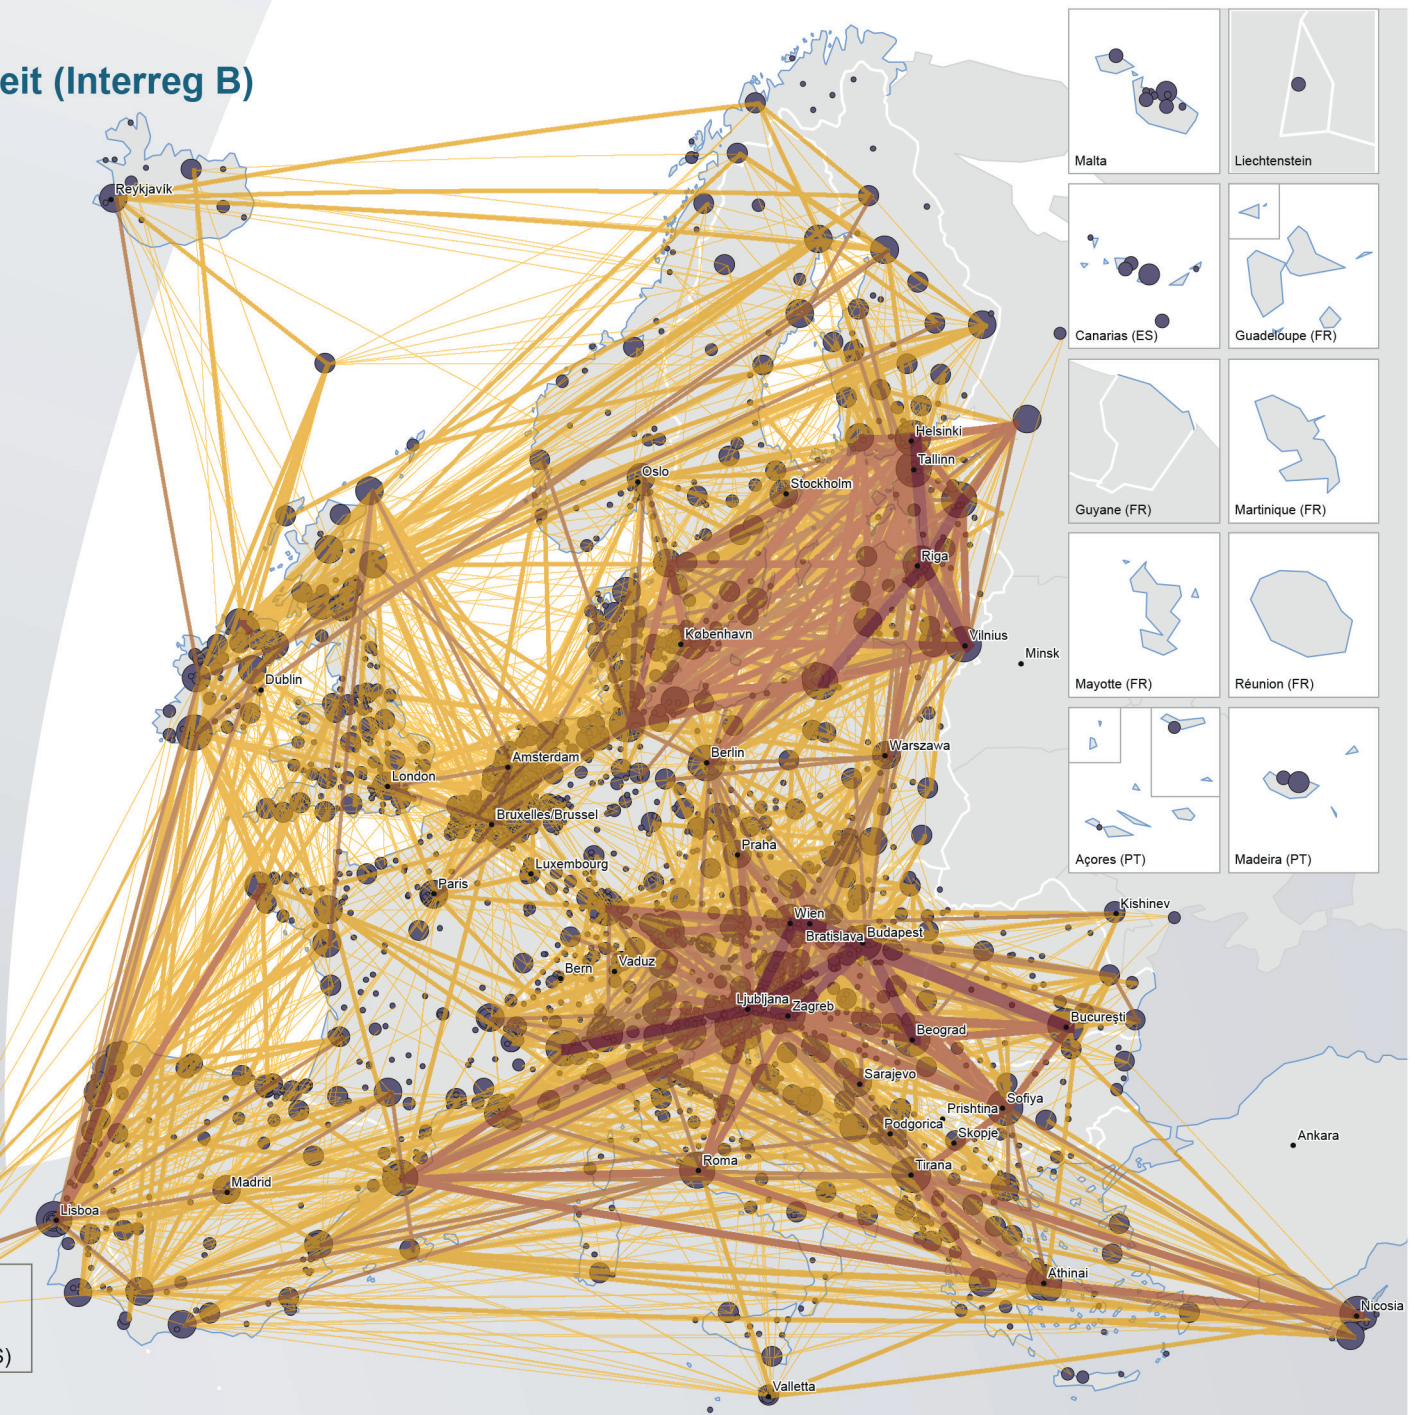 eit (Interreg B)
Malta
Liechtenstein
Reykjavík
Canarias (ES)
Guadeloupe (FR)
Guyane (FR)
Martinique (FR)
Helsinki
Tallinn
Oslo
Stockholm
Riga
København
Vilnius
Minsk
Mayotte (FR)
Réunion (FR)
Dublin
Amsterdam
Berlin
Warszawa
London
Bruxelles/Brussel
Praha
Luxembourg
Paris
Açores (PT)
Madeira (PT)
Wien
Bratislava
Budapest
Kishinev
Bern
Vaduz
Ljubljana
Zagreb
Beograd
Bucureşti
Sarajevo
Prishtina
Sofiya
Podgorica
Skopje
Ankara
Roma
Tirana
Madrid
Lisboa
Athinai
Nicosia
S)
Valletta